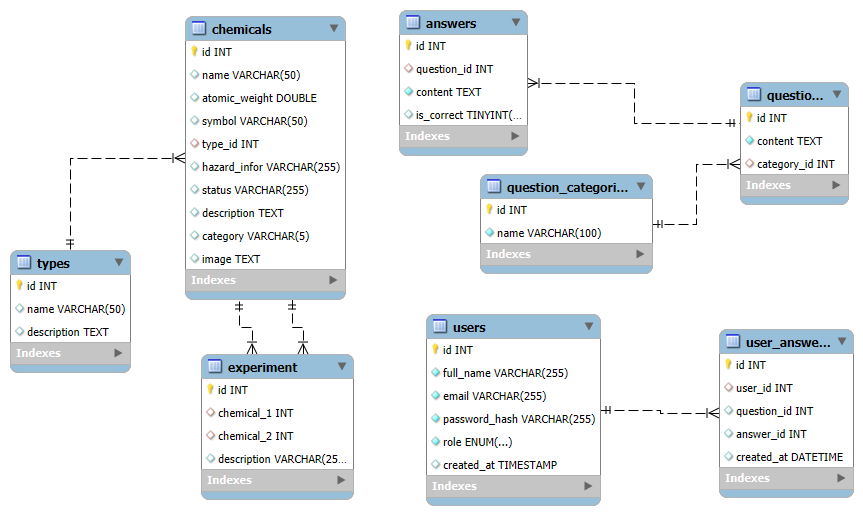 chemicals
id INT
name VARCHAR(50)
atomic_weight DOUBLE
symbol VARCHAR(50)
type_id INT
hazard_infor VARCHAR(255)
status VARCHAR(255)
description TEXT
category VARCHAR(5)
image TEXT
Indexes
types
id INT
name VARCHAR(50)
description TEXT
Indexes
experiment
id INT
chemical_1 INT
chemical_2 INT
description VARCHAR(25...
Indexes
answers
id INT
question_id INT
content TEXT
is_correct TINYINT(...
Indexes
questio...
id INT
content TEXT
category_id INT
Indexes
question_categori...
id INT
name VARCHAR(100)
Indexes
users
id INT
full_name VARCHAR(255)
email VARCHAR(255)
password_hash VARCHAR(255)
role ENUM(...)
created_at TIMESTAMP
Indexes
user_answe...
id INT
user_id INT
question_id INT
answer_id INT
created_at DATETIME
Indexes